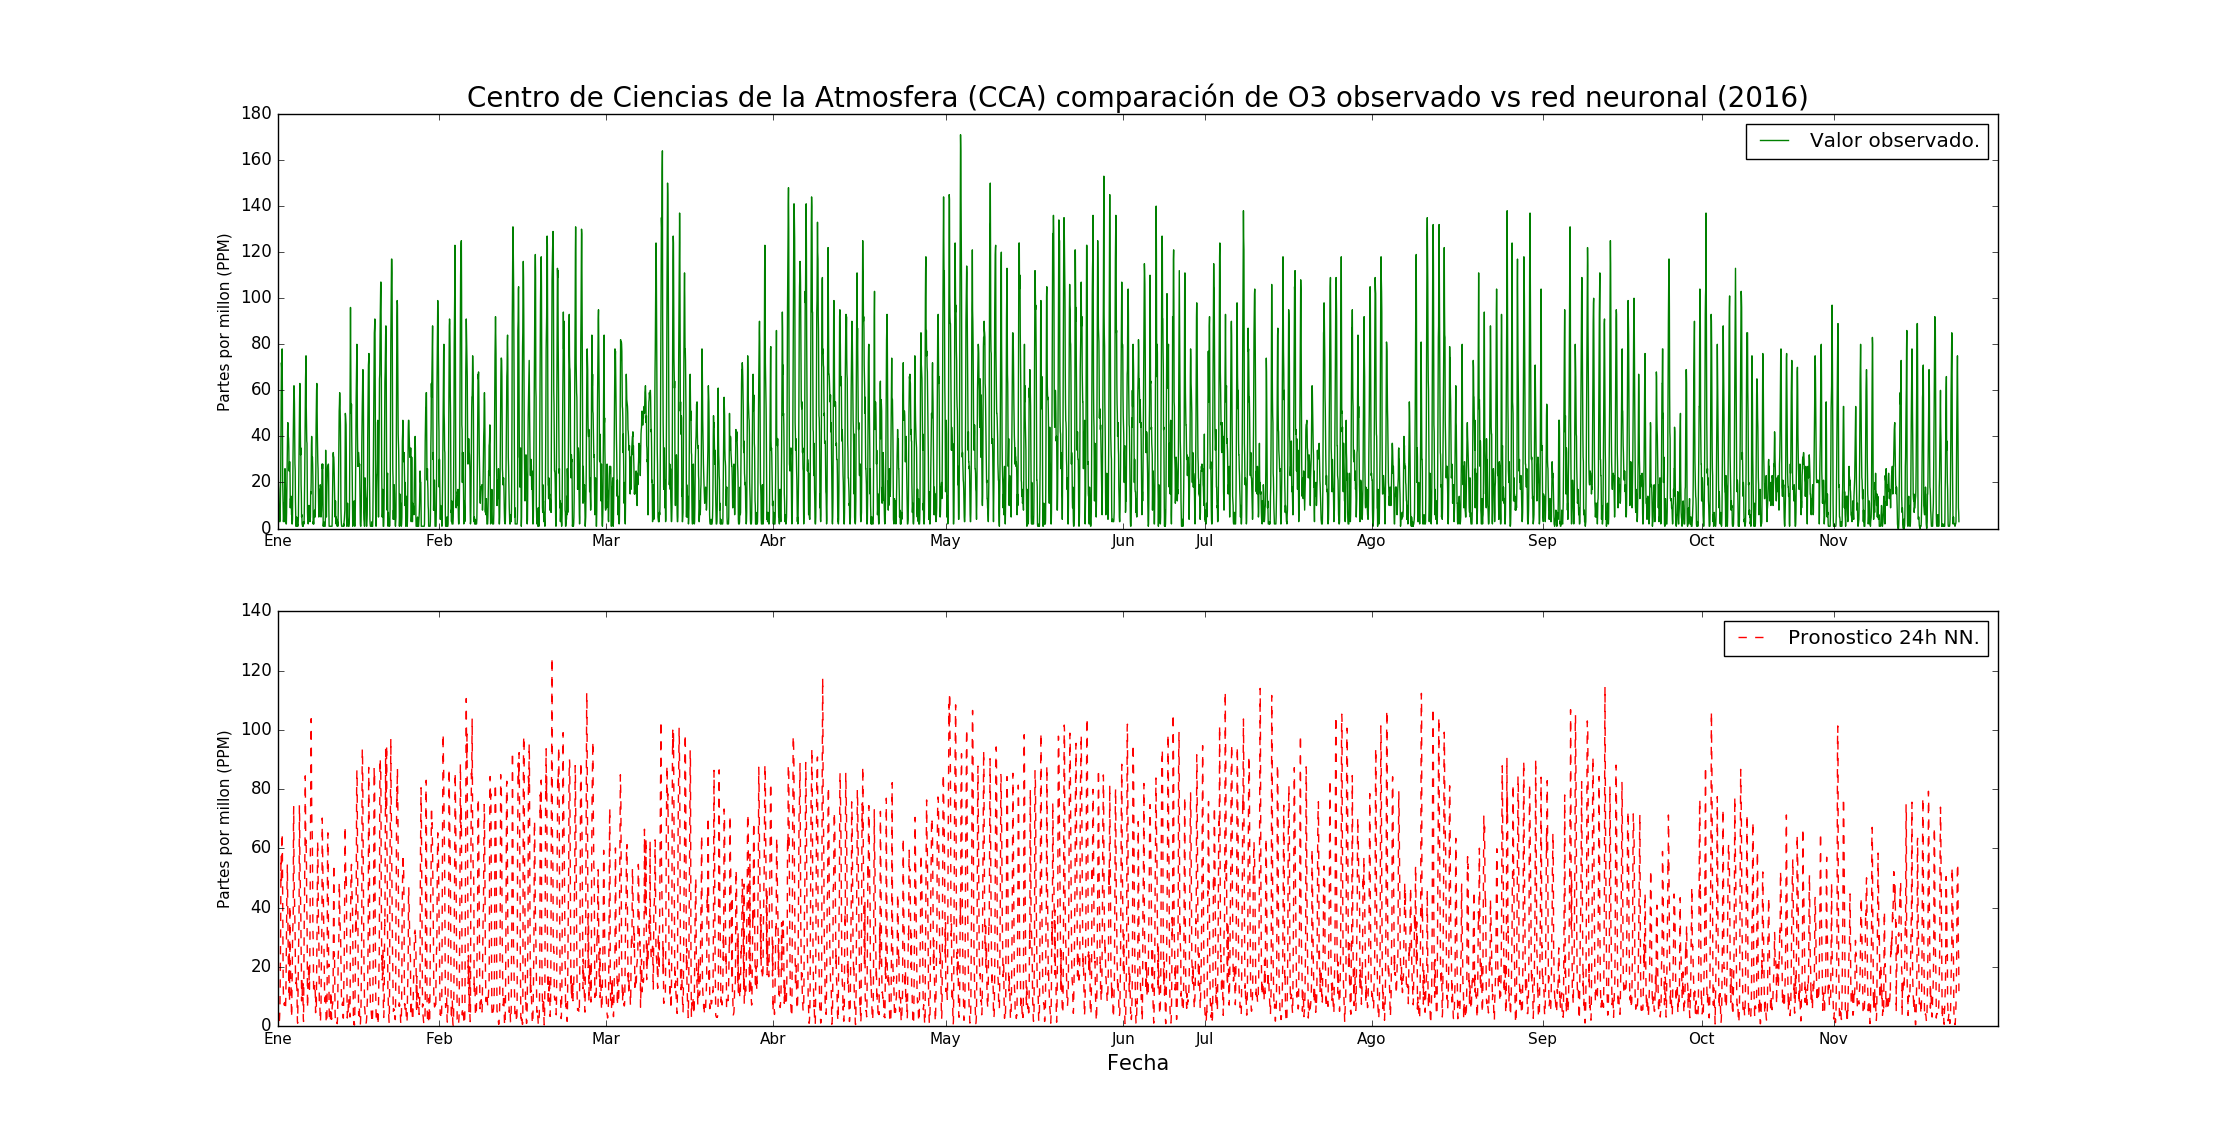 Centro de Ciencias de la Atmosfera (CCA) comparación de O3 observado vs red neuronal (2016)
180
160
140
120
100
80
60
40
20
0
Partes por millon (PPM)
Valor observado.
Ene Feb Mar Abr May Jun Jul Ago Sep Oct Nov
140
120
100
80
60
40
20
0
Partes por millon (PPM)
Pronostico 24h NN.
Ene Feb Mar Abr May Jun Jul Ago Sep Oct Nov
Fecha